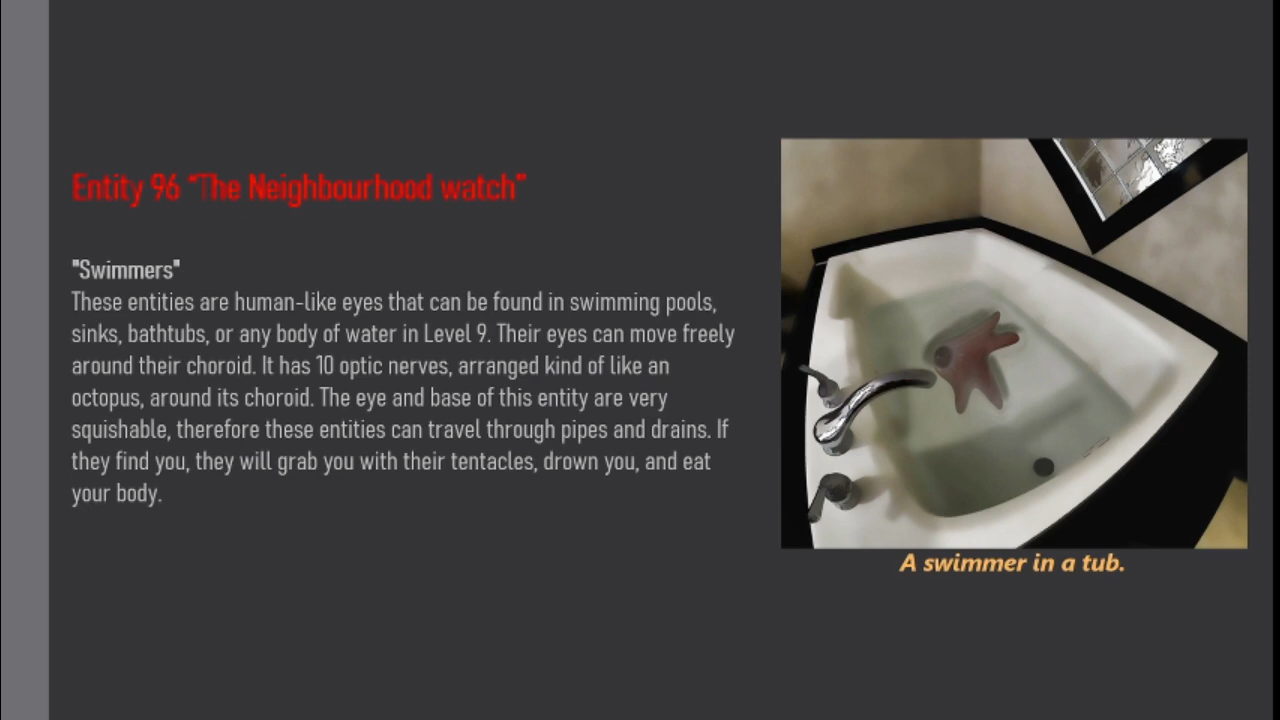 Entity 96 “The Neighbourhood watch”
"Swimmers"
These entities are human-like eyes that can be found in swimming pools,
sinks, bathtubs, or any body of water in Level 9. Their eyes can move freely
around their choroid. It has 10 optic nerves, arranged kind of like an
octopus, around its choroid. The eye and base of this entity are very
squishable, therefore these entities can travel through pipes and drains. If
they find you, they will grab you with their tentacles, drown you, and eat
your body.
A swimmer in a tub.